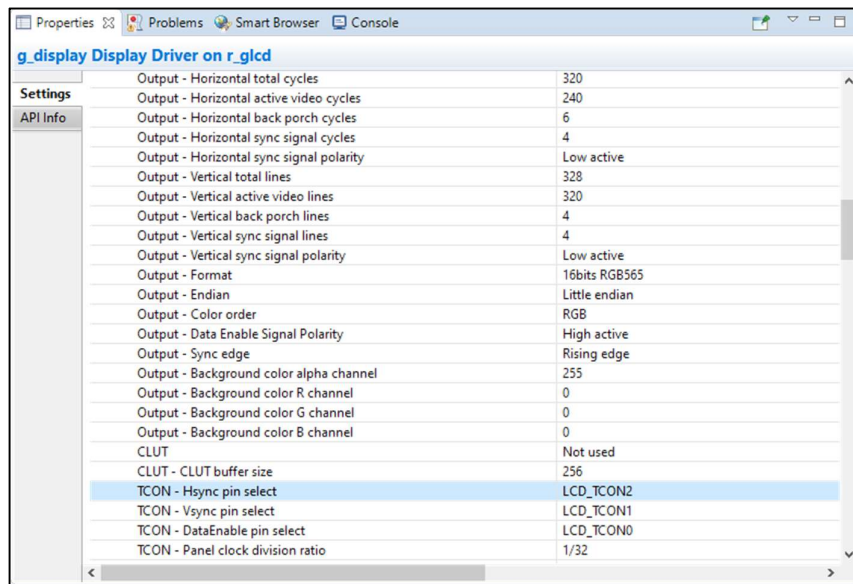 Properties Problems Smart Browser Console
g_display Display Driver on r_glcd
Settings
API Info
Output - Horizontal total cycles 320
Output - Horizontal active video cycles 240
Output - Horizontal back porch cycles 6
Output - Horizontal sync signal cycles 4
Output - Horizontal sync signal polarity Low active
Output - Vertical total lines 328
Output - Vertical active video lines 320
Output - Vertical back porch lines 4
Output - Vertical sync signal lines 4
Output - Vertical sync signal polarity Low active
Output - Format 16bits RGB565
Output - Endian Little endian
Output - Color order RGB
Output - Data Enable Signal Polarity High active
Output - Sync edge Rising edge
Output - Background color alpha channel 255
Output - Background color R channel 0
Output - Background color G channel 0
Output - Background color B channel 0
CLUT Not used
CLUT - CLUT buffer size 256
TCON - Hsync pin select LCD_TCON2
TCON - Vsync pin select LCD_TCON1
TCON - DataEnable pin select LCD_TCON0
TCON - Panel clock division ratio 1/32